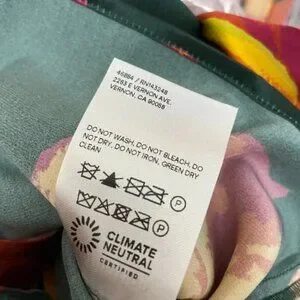 46884 / RN143248
2263 E VERNON AVE.
VERNON, CA 90058
DO NOT WASH. DO NOT BLEACH. DO
NOT DRY. DO NOT IRON, GREEN DRY
CLEAN
P
P
CLIMATE
NEUTRAL
CERTIFIED